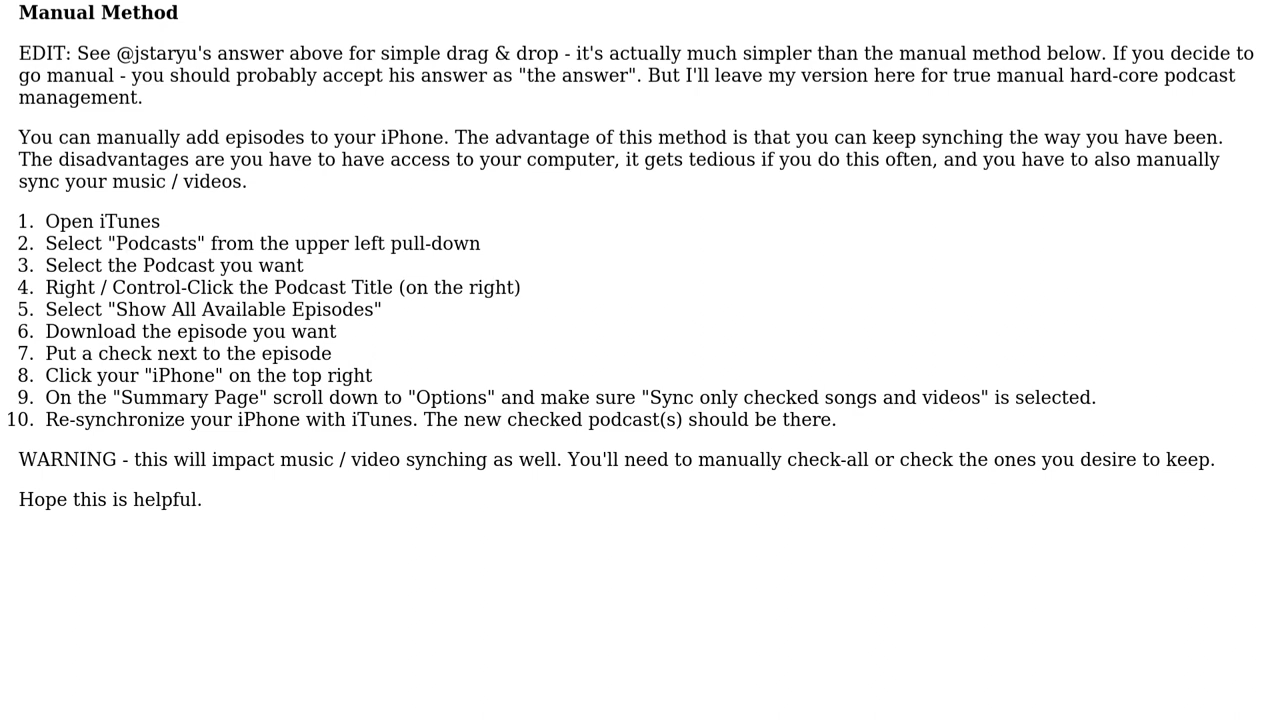 Manual Method
EDIT: See @jstaryu's answer above for simple drag & drop - it's actually much simpler than the manual method below. If you decide to
go manual - you should probably accept his answer as "the answer". But I'll leave my version here for true manual hard-core podcast
management.
You can manually add episodes to your iPhone. The advantage of this method is that you can keep synching the way you have been.
The disadvantages are you have to have access to your computer, it gets tedious if you do this often, and you have to also manually
sync your music / videos.
1. Open iTunes
2. Select "Podcasts" from the upper left pull-down
3. Select the Podcast you want
4. Right / Control-Click the Podcast Title (on the right)
5. Select "Show All Available Episodes"
6. Download the episode you want
7. Put a check next to the episode
8. Click your "iPhone" on the top right
9. On the "Summary Page" scroll down to "Options" and make sure "Sync only checked songs and videos" is selected.
10. Re-synchronize your iPhone with iTunes. The new checked podcast(s) should be there.
WARNING - this will impact music / video synching as well. You'll need to manually check-all or check the ones you desire to keep.
Hope this is helpful.